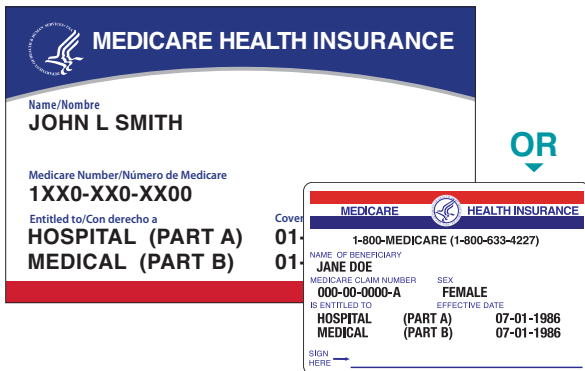 MEDICARE HEALTH INSURANCE
Name/Nombre
JOHN L SMITH
Medicare Number/Número de Medicare
1XX0-XX0-XX00
Entitled to/Con derecho a
HOSPITAL (PART A) 01-
MEDICAL (PART B) 01-
OR
MEDICARE HEALTH INSURANCE
1-800-MEDICARE (1-800-633-4227)
NAME OF BENEFICIARY
JANE DOE
MEDICARE CLAIM NUMBER SEX
000-00-0000-A FEMALE
IS ENTITLED TO EFFECTIVE DATE
HOSPITAL (PART A) 07-01-1986
MEDICAL (PART B) 07-01-1986
SIGN
HERE